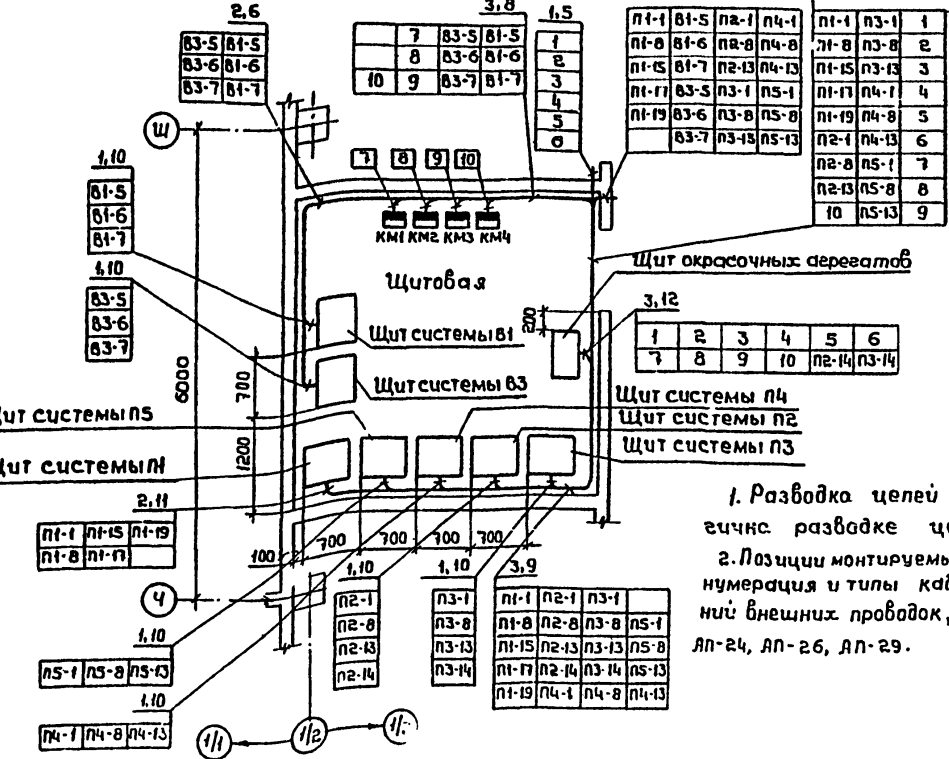 2,6
В3-5 В1-5
В3-6 В1-6
В3-7 В1-7
3,8
7 В3-5 В1-5
8 В3-6 В1-6
10 9 В3-7 В1-7
1,5
1
2
3
4
5
6
П1-1 В1-5 П2-1 П4-1
П1-8 В1-6 П2-8 П4-8
П1-15 В1-7 П2-13 П4-13
П1-17 В3-5 П3-1 П5-1
П1-19 В3-6 П3-8 П5-8
В3-7 П3-13 П5-13
П1-1 П3-1 1
П1-8 П3-8 2
П1-15 П3-13 3
П1-17 П4-1 4
П1-19 П4-8 5
П2-1 П4-13 6
П2-8 П5-1 7
П2-13 П5-8 8
10 П5-13 9
Ш
1,10
В1-5
В1-6
В1-7
1,10
В3-5
В3-6
В3-7
7 8 9 10
КМ1 КМ2 КМ3 КМ4
Щитовая
Щит окрасочных агрегатов
3,12
1 2 3 4 5 6
7 8 9 10 П2-14 П3-14
200
Щит системы В1
Щит системы В3
6000
700
1200
Щит системы П5
Щит системы П1
Щит системы П4
Щит системы П2
Щит системы П3
2,11
П1-1 П1-15 П1-19
П1-8 П1-17
100 700 700 700 700
Ч
1,10
П5-1 П5-8 П5-13
1,10
П4-1 П4-8 П4-13
1,10
П2-1
П2-8
П2-13
П2-14
1,10
П3-1
П3-8
П3-13
П3-14
3,9
П1-1 П2-1 П3-1
П1-8 П2-8 П3-8 П5-1
П1-15 П2-13 П3-13 П5-8
П1-17 П2-14 П3-14 П5-13
П1-19 П4-1 П4-8 П4-13
1/1 1/2
1. Разводка цепей
гична разводке ц
2. Позиции монтируемы
нумерация и типы каб
ний внешних проводок,
АП-24, АП-26, АП-29.